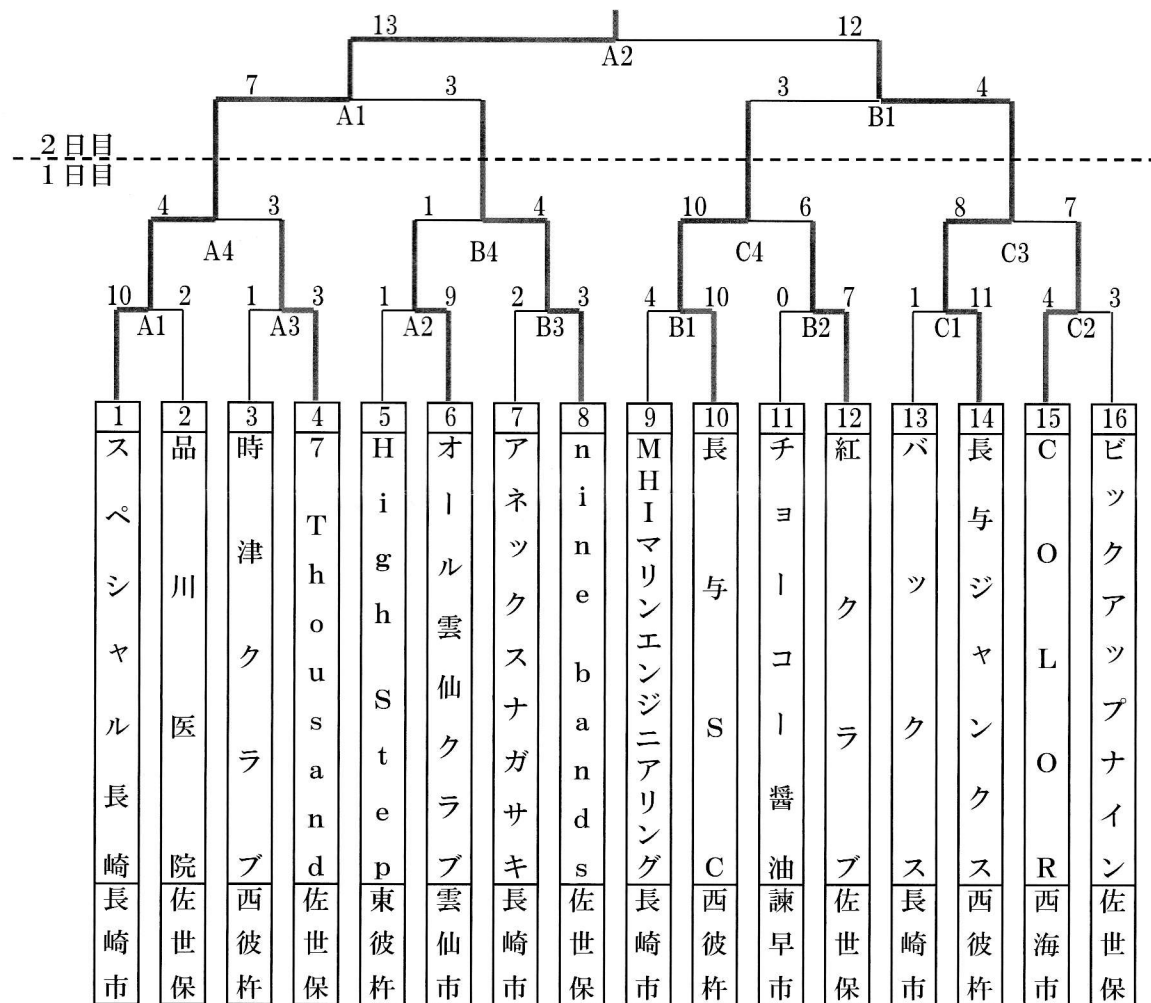 13 12
A2
7 3 3 4
A1 B1
2日目
1日目
4 3 1 4 10 6 8 7
A4 B4 C4 C3
10 2 1 3 1 9 2 3 4 10 0 7 1 11 4 3
A1 A3 A2 B3 B1 B2 C1 C2
1 スペシャル長崎 長崎市
2 品川医院 佐世保
3 時津クラブ 西彼杵
4 7 Thousand 佐世保
5 High Step 東彼杵
6 オール雲仙クラブ 雲仙市
7 アネックスナガサキ 長崎市
8 nine bands 佐世保
9 MHIマリンエンジニアリング 長崎市
10 長与SC 西彼杵
11 チョーコー醤油 諫早市
12 紅クラブ 佐世保
13 バックス 長崎市
14 長与ジャンクス 西彼杵
15 COLOR 西海市
16 ビックアップナイン 佐世保